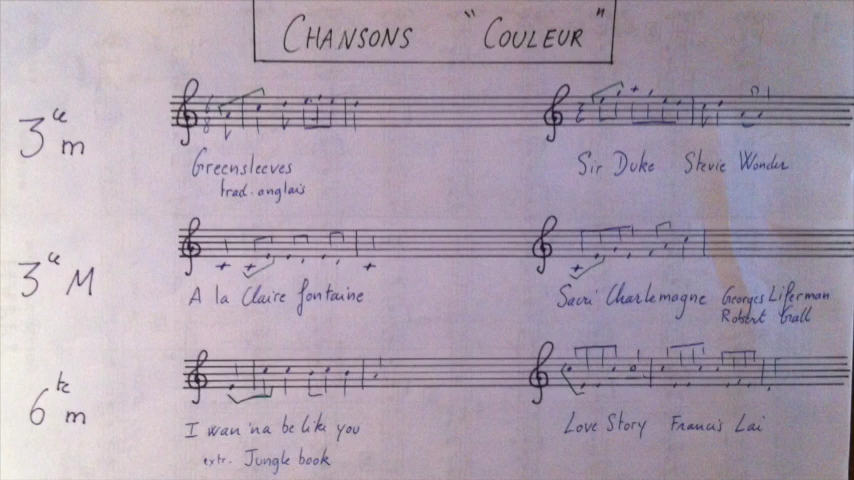 CHANSONS "COULEUR"
3ce m
Greensleeves
trad. anglais
Sir Duke Stevie Wonder
3ce M
A la Claire fontaine
Sacré Charlemagne Georges Liferman
Robert Gall
6te m
I wan'na be like you
extr. Jungle book
Love Story Francis Lai